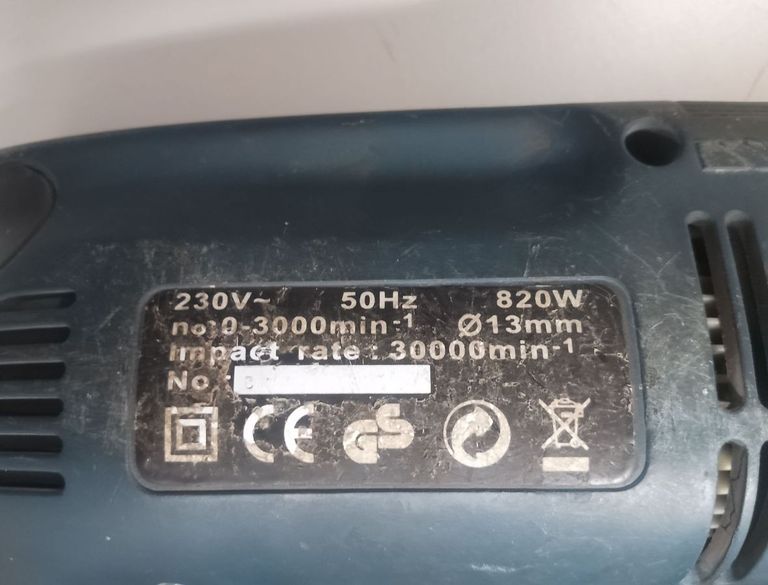 230V~ 50Hz 820W
no:0-3000min-1 Ø13mm
Impact rate : 30000min-1
No :
CE GS